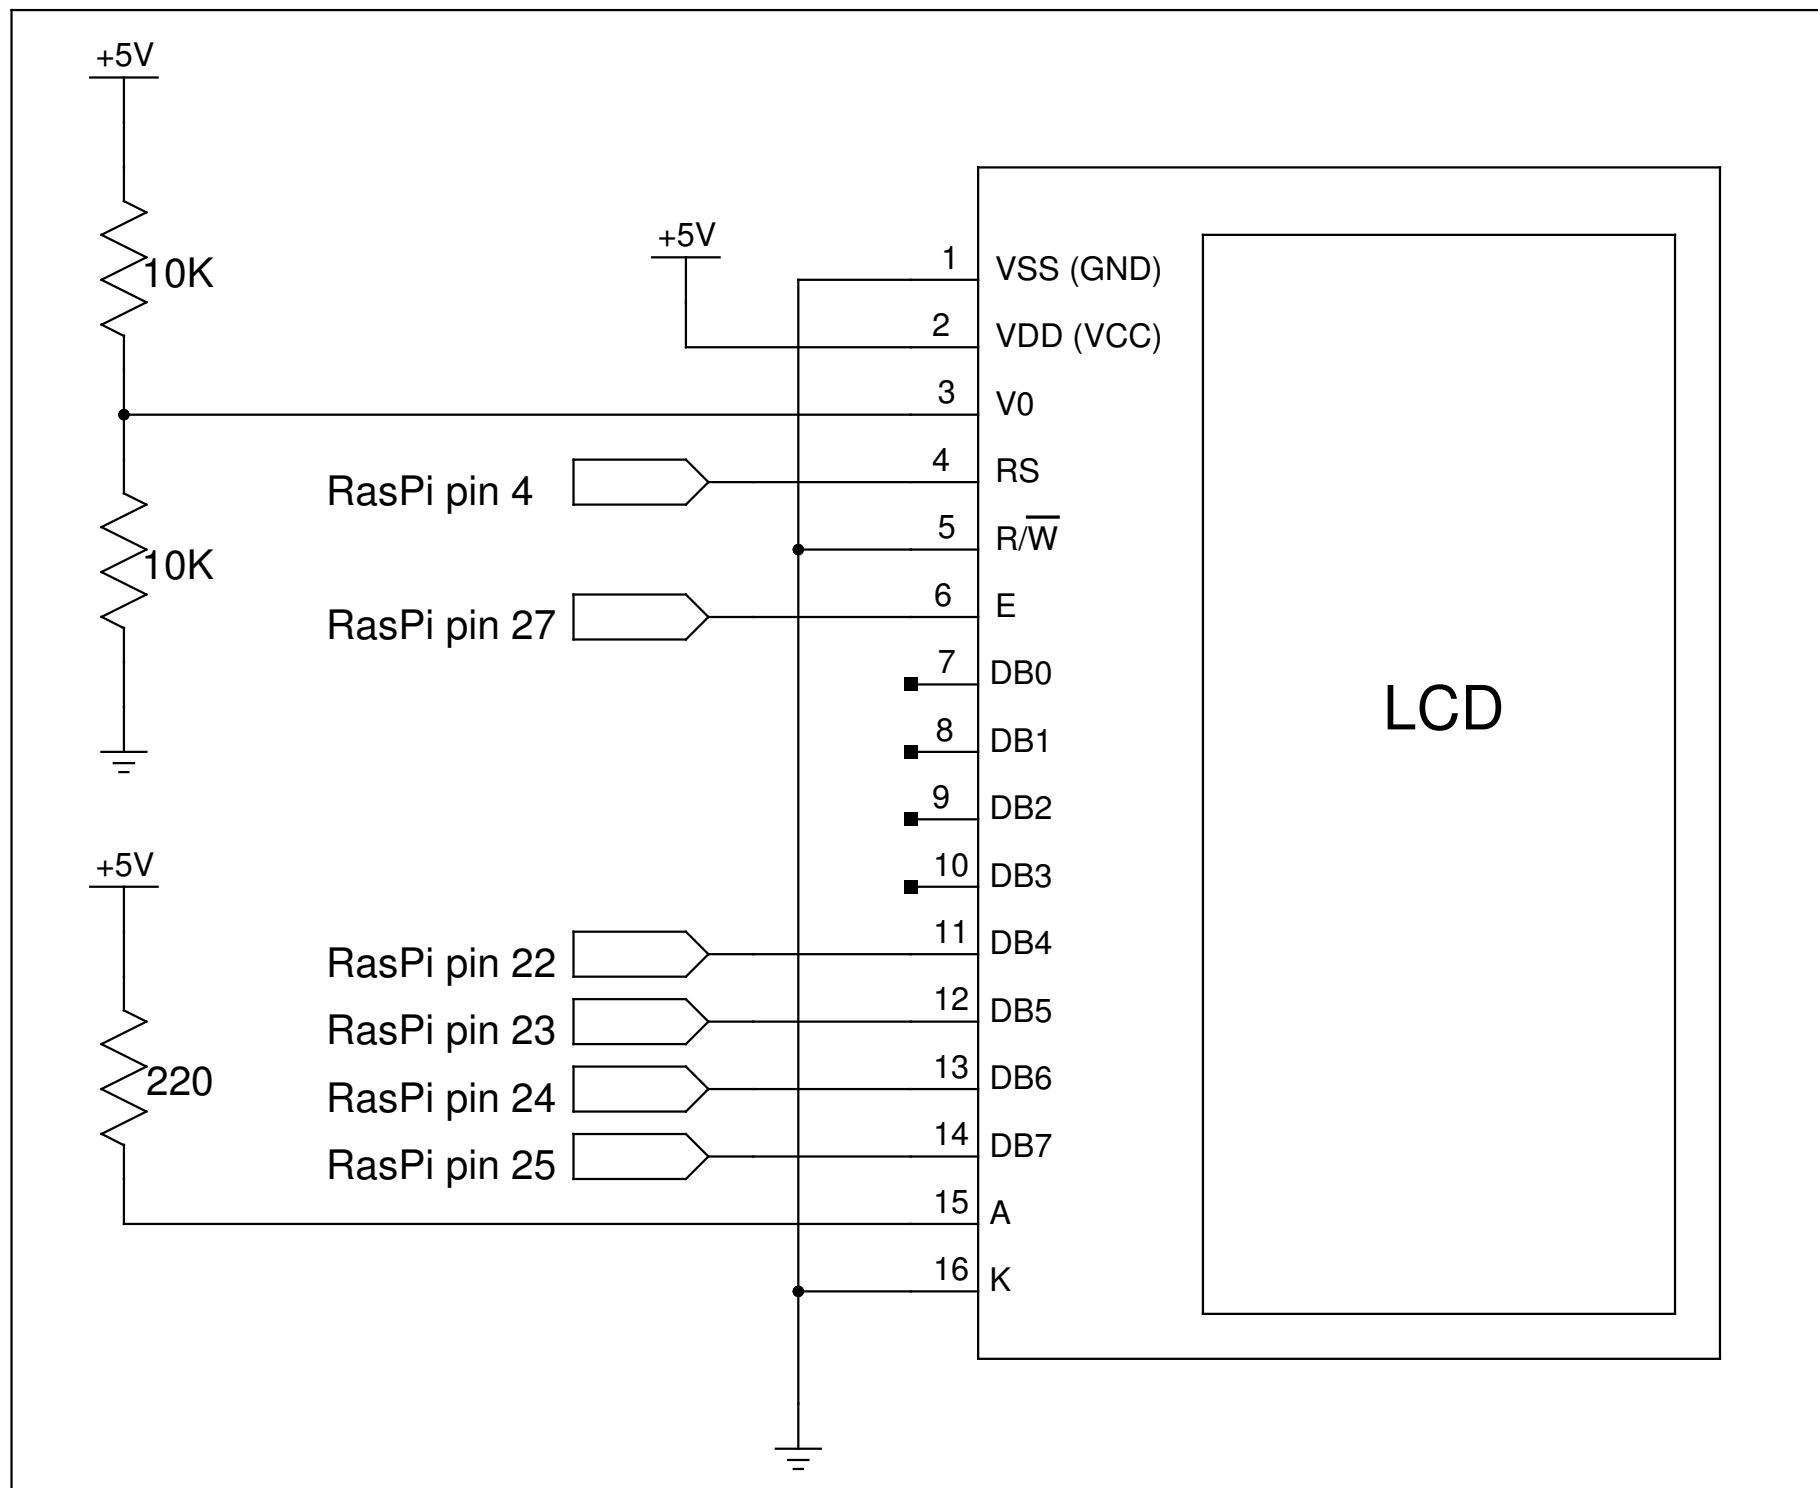 +5V
10K
10K
+5V
220
+5V
RasPi pin 4
RasPi pin 27
RasPi pin 22
RasPi pin 23
RasPi pin 24
RasPi pin 25
1 VSS (GND)
2 VDD (VCC)
3 V0
4 RS
5 R/W̅
6 E
7 DB0
8 DB1
9 DB2
10 DB3
11 DB4
12 DB5
13 DB6
14 DB7
15 A
16 K
LCD